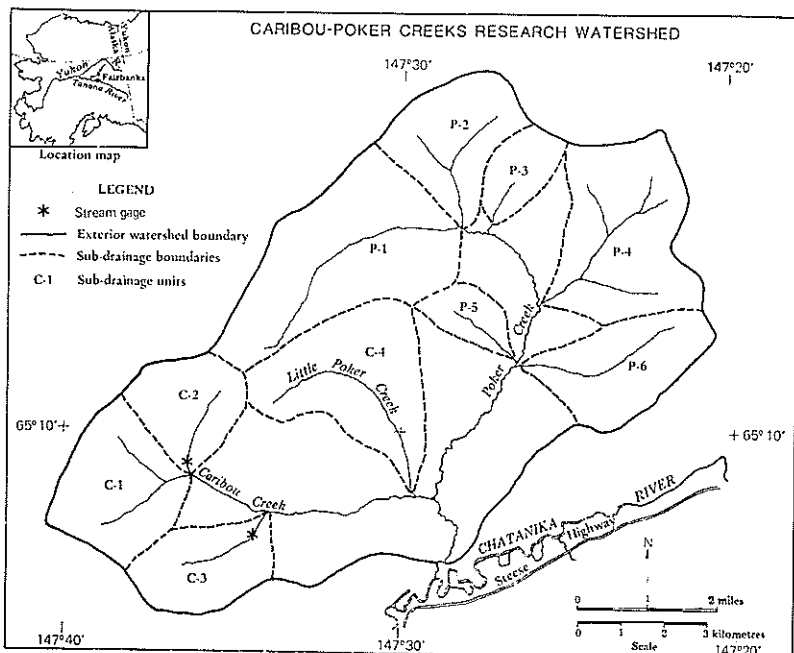 CARIBOU-POKER CREEKS RESEARCH WATERSHED
Yukon
Alaska
Yukon
Fairbanka
Tanana River
Location map
LEGEND
Stream gage
Exterior watershed boundary
Sub-drainage boundaries
C-1 Sub-drainage units
147°30'
147°20'
P-2
P-3
P-1
P-4
P-5
Creek
Poker
P-6
C-4
Little Poker Creek
C-2
65°10'
65°10'
C-1
Caribou Creek
C-3
CHATANIKA RIVER
Steese Highway
N
0 1 2 miles
0 1 2 3 kilometres
Scale
147°40'
147°30'
147°20'